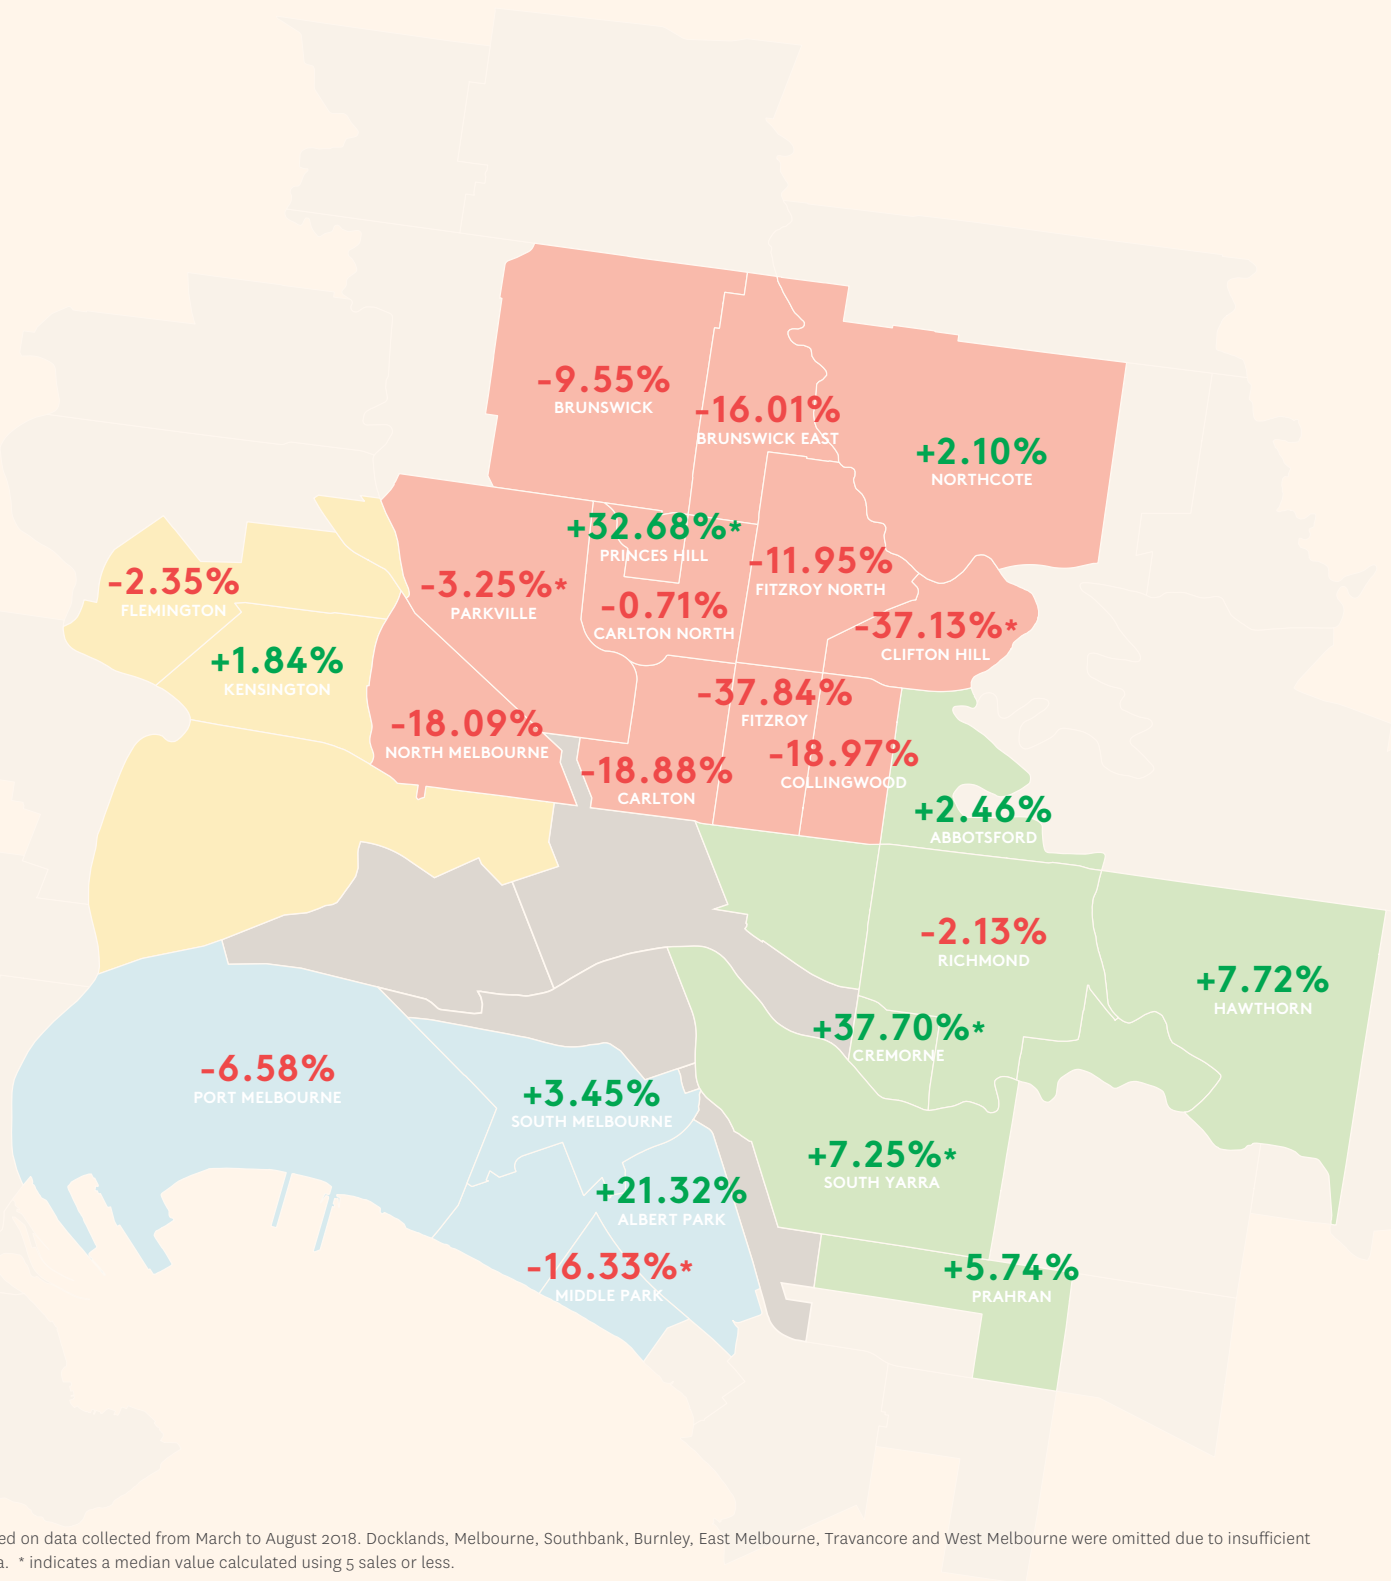 -9.55%
BRUNSWICK
-16.01%
BRUNSWICK EAST
+2.10%
NORTHCOTE
+32.68%*
PRINCES HILL
-11.95%
FITZROY NORTH
-2.35%
FLEMINGTON
-3.25%*
PARKVILLE
-0.71%
CARLTON NORTH
-37.13%*
CLIFTON HILL
+1.84%
KENSINGTON
-37.84%
FITZROY
-18.09%
NORTH MELBOURNE
-18.97%
COLLINGWOOD
-18.88%
CARLTON
+2.46%
ABBOTSFORD
-2.13%
RICHMOND
+7.72%
HAWTHORN
+37.70%*
CREMORNE
-6.58%
PORT MELBOURNE
+3.45%
SOUTH MELBOURNE
+7.25%*
SOUTH YARRA
+21.32%
ALBERT PARK
-16.33%*
MIDDLE PARK
+5.74%
PRAHRAN
ed on data collected from March to August 2018. Docklands, Melbourne, Southbank, Burnley, East Melbourne, Travancore and West Melbourne were omitted due to insufficient
a. * indicates a median value calculated using 5 sales or less.